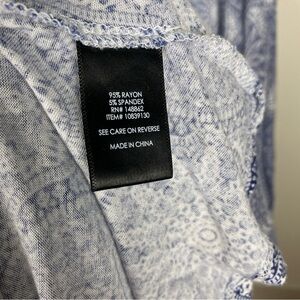 95% RAYON
5% SPANDEX
RN# 148862
ITEM# 10839130
SEE CARE ON REVERSE
MADE IN CHINA